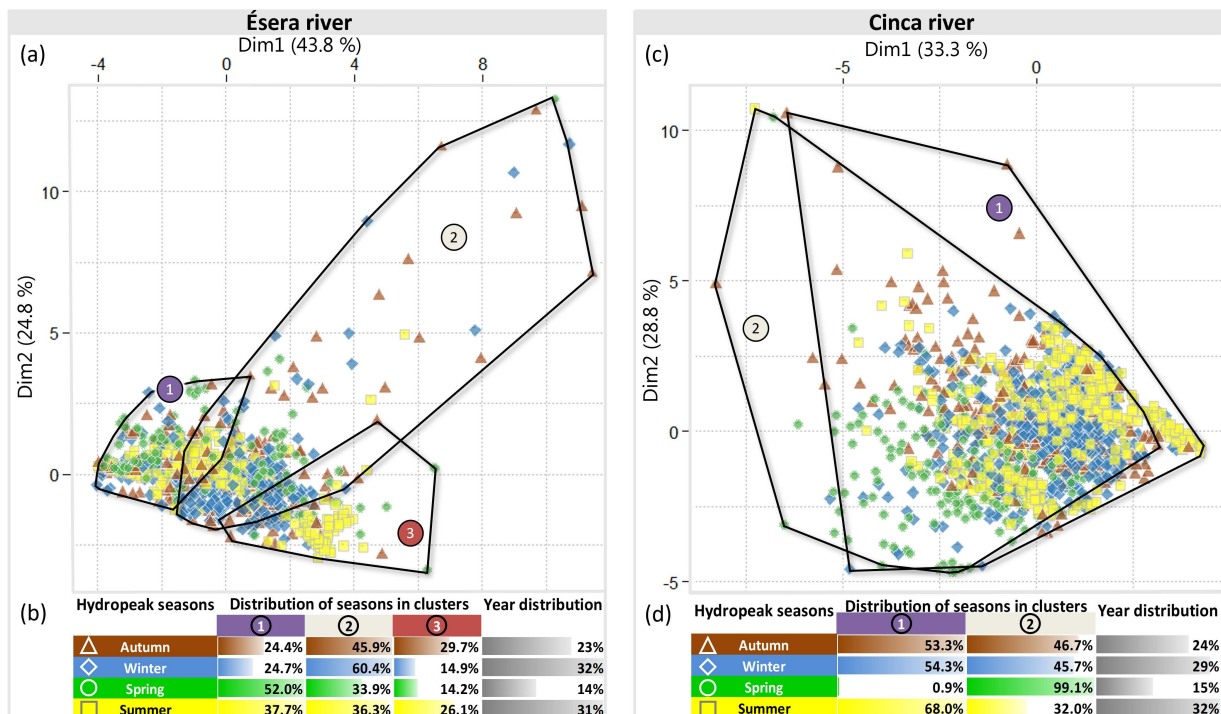 Ésera river
(a)
Dim1 (43.8 %)
-4 0 4 8
Dim2 (24.8 %)
10
5
0
1
2
3
(b)
Hydropeak seasons Distribution of seasons in clusters Year distribution
1 2 3
Autumn 24.4% 45.9% 29.7% 23%
Winter 24.7% 60.4% 14.9% 32%
Spring 52.0% 33.9% 14.2% 14%
Summer 37.7% 36.3% 26.1% 31%
Cinca river
(c)
Dim1 (33.3 %)
-5 0
Dim2 (28.8 %)
10
5
0
-5
1
2
(d)
Hydropeak seasons Distribution of seasons in clusters Year distribution
1 2
Autumn 53.3% 46.7% 24%
Winter 54.3% 45.7% 29%
Spring 0.9% 99.1% 15%
Summer 68.0% 32.0% 32%